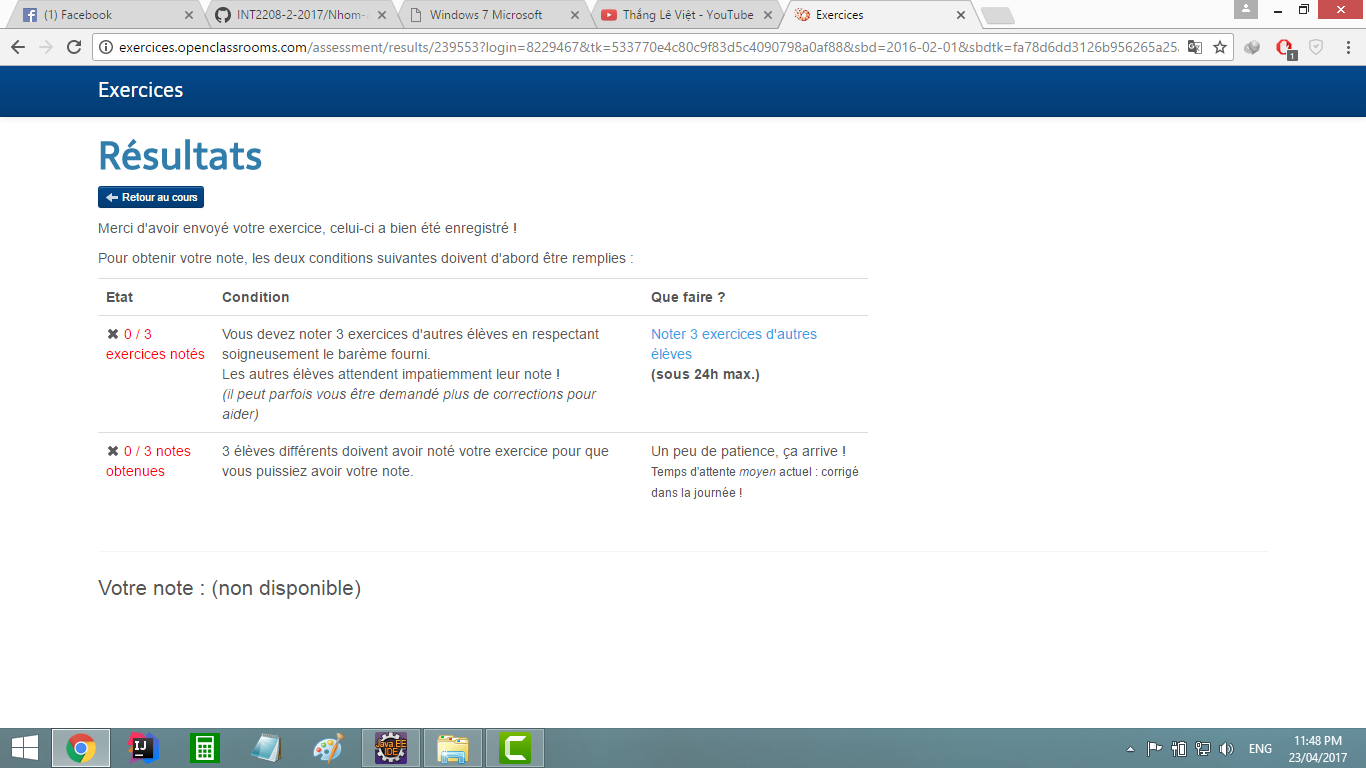 (1) Facebook
INT2208-2-2017/Nhom-
Windows 7 Microsoft
Thắng Lê Việt - YouTube
Exercices
exercices.openclassrooms.com/assessment/results/239553?login=8229467&tk=533770e4c80c9f83d5c4090798a0af88&sbd=2016-02-01&sbdtk=fa78d6dd3126b956265a25
1
Exercices
Résultats
Retour au cours
Merci d'avoir envoyé votre exercice, celui-ci a bien été enregistré !
Pour obtenir votre note, les deux conditions suivantes doivent d'abord être remplies :
Etat Condition Que faire ?
✖ 0 / 3 exercices notés
Vous devez noter 3 exercices d'autres élèves en respectant
soigneusement le barème fourni.
Les autres élèves attendent impatiemment leur note !
(il peut parfois vous être demandé plus de corrections pour
aider)
Noter 3 exercices d'autres
élèves
(sous 24h max.)
✖ 0 / 3 notes
obtenues
3 élèves différents doivent avoir noté votre exercice pour que
vous puissiez avoir votre note.
Un peu de patience, ça arrive !
Temps d'attente moyen actuel : corrigé
dans la journée !
Votre note : (non disponible)
IJ
Java EE
IDE
ENG
11:48 PM
23/04/2017